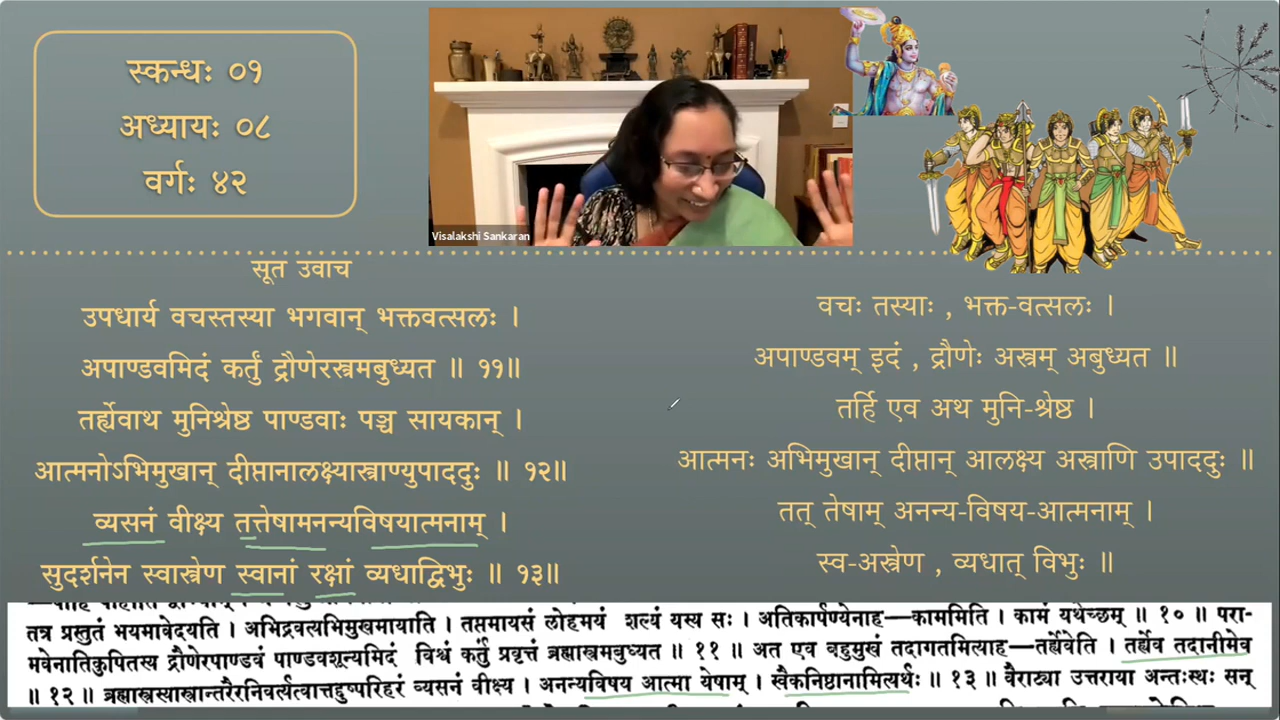 स्कन्धः ०१
अध्यायः ०८
वर्गः ४२
Visalakshi Sankaran
सूत उवाच
उपधार्य वचस्तस्या भगवान् भक्तवत्सलः ।
अपाण्डवमिदं कर्तुं द्रौणेरस्त्रमबुध्यत ॥ ११॥
तर्ह्येवाथ मुनिश्रेष्ठ पाण्डवाः पञ्च सायकान् ।
आत्मनोऽभिमुखान् दीप्तानालक्ष्यास्त्राण्युपाददुः ॥ १२॥
व्यसनं वीक्ष्य तत्तेषामनन्यविषयात्मनाम् ।
सुदर्शनेन स्वास्त्रेण स्वानां रक्षां व्यधाद्विभुः ॥ १३॥
वचः तस्याः , भक्त-वत्सलः ।
अपाण्डवम् इदं , द्रौणेः अस्त्रम् अबुध्यत ॥
तर्हि एव अथ मुनि-श्रेष्ठ ।
आत्मनः अभिमुखान् दीप्तान् आलक्ष्य अस्त्राणि उपाददुः ॥
तत् तेषाम् अनन्य-विषय-आत्मनाम् ।
स्व-अस्त्रेण , व्यधात् विभुः ॥
तत्र प्रस्तुतं भयमावेदयति । अभिद्रवत्यभिमुखमायाति । तप्तमायसं लोहमयं शल्यं यस्य सः । अतिकार्पण्येनाह—काममिति । कामं यथेच्छम् ॥ १० ॥ परा-
मवेनातिकुपितस्य द्रौणेरपाण्डवं पाण्डवशून्यमिदं विश्वं कर्तुं प्रवृत्तं ब्रह्मास्त्रमबुध्यत ॥ ११ ॥ अत एव बहुमुखं तदागतमित्याह—तर्ह्येवेति । तर्ह्येव तदानीमेव
॥ १२ ॥ ब्रह्मास्त्रस्यास्त्रान्तरैरनिवर्त्यत्वात्तद्दुष्परिहरं व्यसनं वीक्ष्य । अनन्यविषय आत्मा येषाम् । स्वैकनिष्ठानामित्यर्थः ॥ १३ ॥ वैराट्या उत्तराया अन्तःस्थः सन्